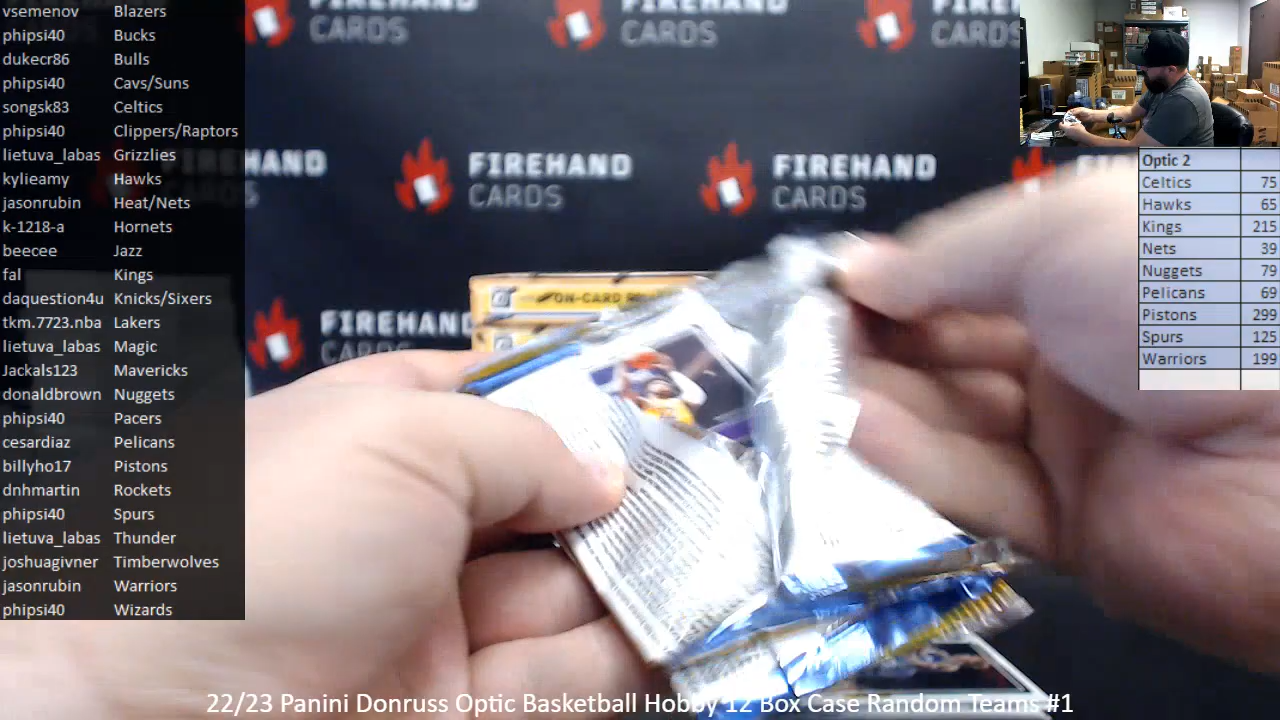 vsemenov Blazers
phipsi40 Bucks
dukecr86 Bulls
phipsi40 Cavs/Suns
songsk83 Celtics
phipsi40 Clippers/Raptors
lietuva_labas Grizzlies
kylieamy Hawks
jasonrubin Heat/Nets
k-1218-a Hornets
beecee Jazz
fal Kings
daquestion4u Knicks/Sixers
tkm.7723.nba Lakers
lietuva_labas Magic
Jackals123 Mavericks
donaldbrown Nuggets
phipsi40 Pacers
cesardiaz Pelicans
billyho17 Pistons
dnhmartin Rockets
phipsi40 Spurs
lietuva_labas Thunder
joshuagivner Timberwolves
jasonrubin Warriors
phipsi40 Wizards
FIREHAND
CARDS
FIREHAND
CARDS
CARDS
FIREHAND
CARDS
FIREHAND
CARDS
FIREHAND
CARDS
ON-CARD
Optic 2
Celtics 75
Hawks 65
Kings 215
Nets 39
Nuggets 79
Pelicans 69
Pistons 299
Spurs 125
Warriors 199
22/23 Panini Donruss Optic Basketball Hobby 12 Box Case Random Teams #1